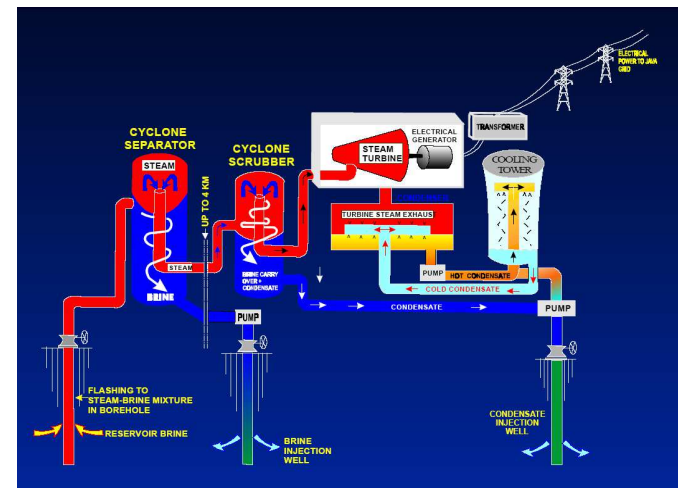 ELECTRICAL
POWER TO JAVA
GRID
ELECTRICAL
GENERATOR
TRANSFORMER
CYCLONE
SEPARATOR
CYCLONE
SCRUBBER
STEAM
TURBINE
COOLING
TOWER
STEAM
UP TO 4 KM
CONDENSER
TURBINE STEAM EXHAUST
STEAM
BRINE CARRY
OVER +
CONDENSATE
PUMP
HOT CONDENSATE
COLD CONDENSATE
BRINE
CONDENSATE
PUMP
PUMP
FLASHING TO
STEAM-BRINE MIXTURE
IN BOREHOLE
RESERVOIR BRINE
BRINE
INJECTION
WELL
CONDENSATE
INJECTION
WELL